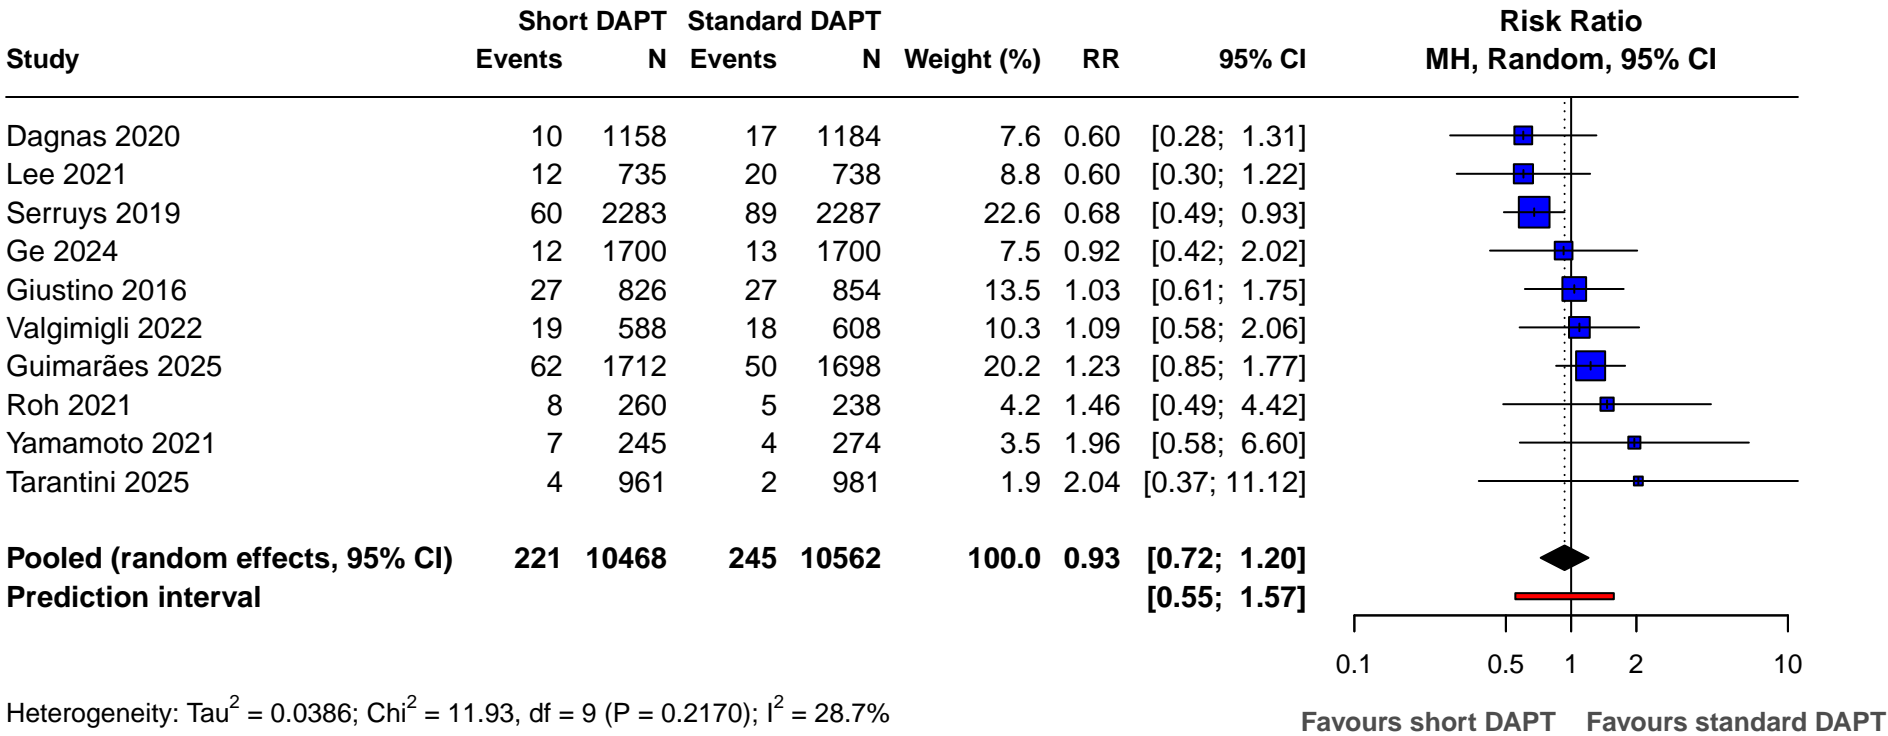 Short DAPT Standard DAPT Risk Ratio
Study Events N Events N Weight (%) RR 95% CI MH, Random, 95% CI
Dagnas 2020 10 1158 17 1184 7.6 0.60 [0.28; 1.31]
Lee 2021 12 735 20 738 8.8 0.60 [0.30; 1.22]
Serruys 2019 60 2283 89 2287 22.6 0.68 [0.49; 0.93]
Ge 2024 12 1700 13 1700 7.5 0.92 [0.42; 2.02]
Giustino 2016 27 826 27 854 13.5 1.03 [0.61; 1.75]
Valgimigli 2022 19 588 18 608 10.3 1.09 [0.58; 2.06]
Guimarães 2025 62 1712 50 1698 20.2 1.23 [0.85; 1.77]
Roh 2021 8 260 5 238 4.2 1.46 [0.49; 4.42]
Yamamoto 2021 7 245 4 274 3.5 1.96 [0.58; 6.60]
Tarantini 2025 4 961 2 981 1.9 2.04 [0.37; 11.12]
Pooled (random effects, 95% CI) 221 10468 245 10562 100.0 0.93 [0.72; 1.20]
Prediction interval [0.55; 1.57]
0.1 0.5 1 2 10
Heterogeneity: Tau² = 0.0386; Chi² = 11.93, df = 9 (P = 0.2170); I² = 28.7%
Favours short DAPT Favours standard DAPT